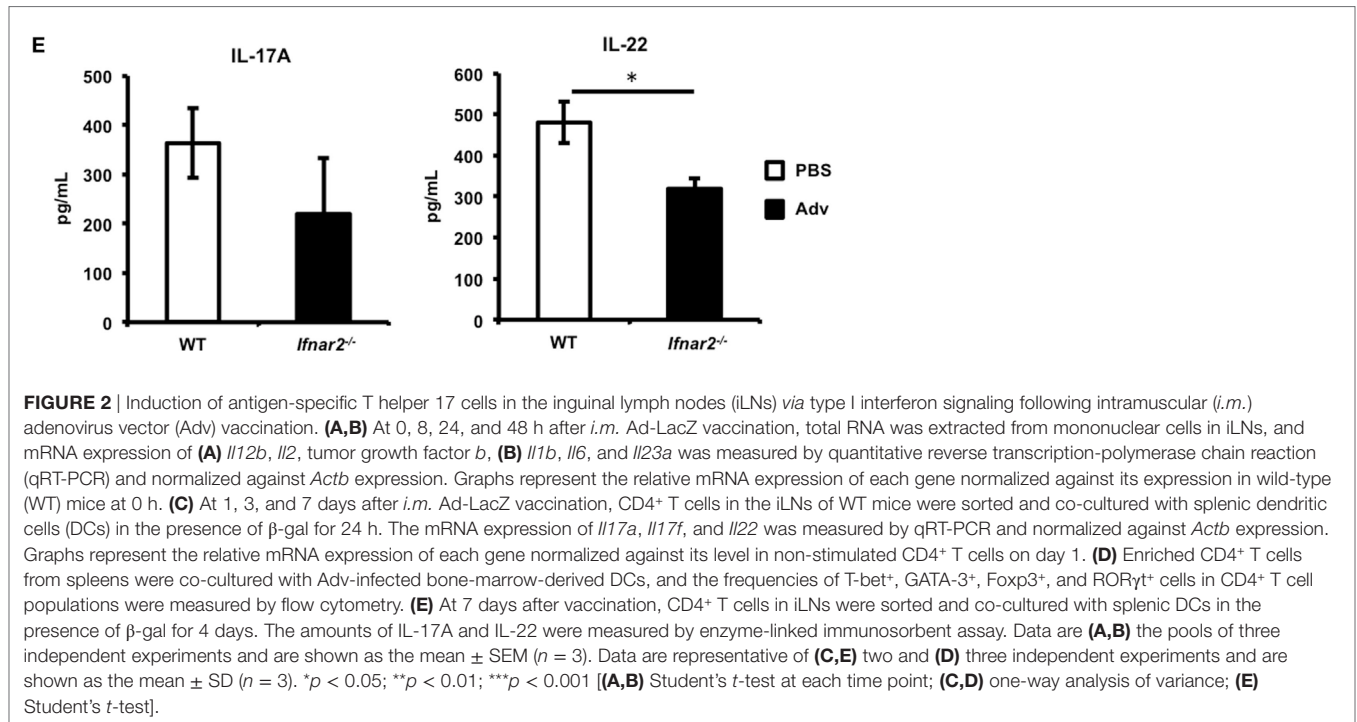 E
IL-17A
IL-22
500
400
300
200
100
0
pg/mL
WT
Ifnar2-/-
600
500
400
300
200
100
0
pg/mL
*
WT
Ifnar2-/-
PBS
Adv
FIGURE 2 | Induction of antigen-specific T helper 17 cells in the inguinal lymph nodes (iLNs) via type I interferon signaling following intramuscular (i.m.)
adenovirus vector (Adv) vaccination. (A,B) At 0, 8, 24, and 48 h after i.m. Ad-LacZ vaccination, total RNA was extracted from mononuclear cells in iLNs, and
mRNA expression of (A) Il12b, Il2, tumor growth factor b, (B) Il1b, Il6, and Il23a was measured by quantitative reverse transcription-polymerase chain reaction
(qRT-PCR) and normalized against Actb expression. Graphs represent the relative mRNA expression of each gene normalized against its expression in wild-type
(WT) mice at 0 h. (C) At 1, 3, and 7 days after i.m. Ad-LacZ vaccination, CD4+ T cells in the iLNs of WT mice were sorted and co-cultured with splenic dendritic
cells (DCs) in the presence of β-gal for 24 h. The mRNA expression of Il17a, Il17f, and Il22 was measured by qRT-PCR and normalized against Actb expression.
Graphs represent the relative mRNA expression of each gene normalized against its level in non-stimulated CD4+ T cells on day 1. (D) Enriched CD4+ T cells
from spleens were co-cultured with Adv-infected bone-marrow-derived DCs, and the frequencies of T-bet+, GATA-3+, Foxp3+, and RORγt+ cells in CD4+ T cell
populations were measured by flow cytometry. (E) At 7 days after vaccination, CD4+ T cells in iLNs were sorted and co-cultured with splenic DCs in the
presence of β-gal for 4 days. The amounts of IL-17A and IL-22 were measured by enzyme-linked immunosorbent assay. Data are (A,B) the pools of three
independent experiments and are shown as the mean ± SEM (n = 3). Data are representative of (C,E) two and (D) three independent experiments and are
shown as the mean ± SD (n = 3). *p < 0.05; **p < 0.01; ***p < 0.001 [(A,B) Student's t-test at each time point; (C,D) one-way analysis of variance; (E)
Student's t-test].